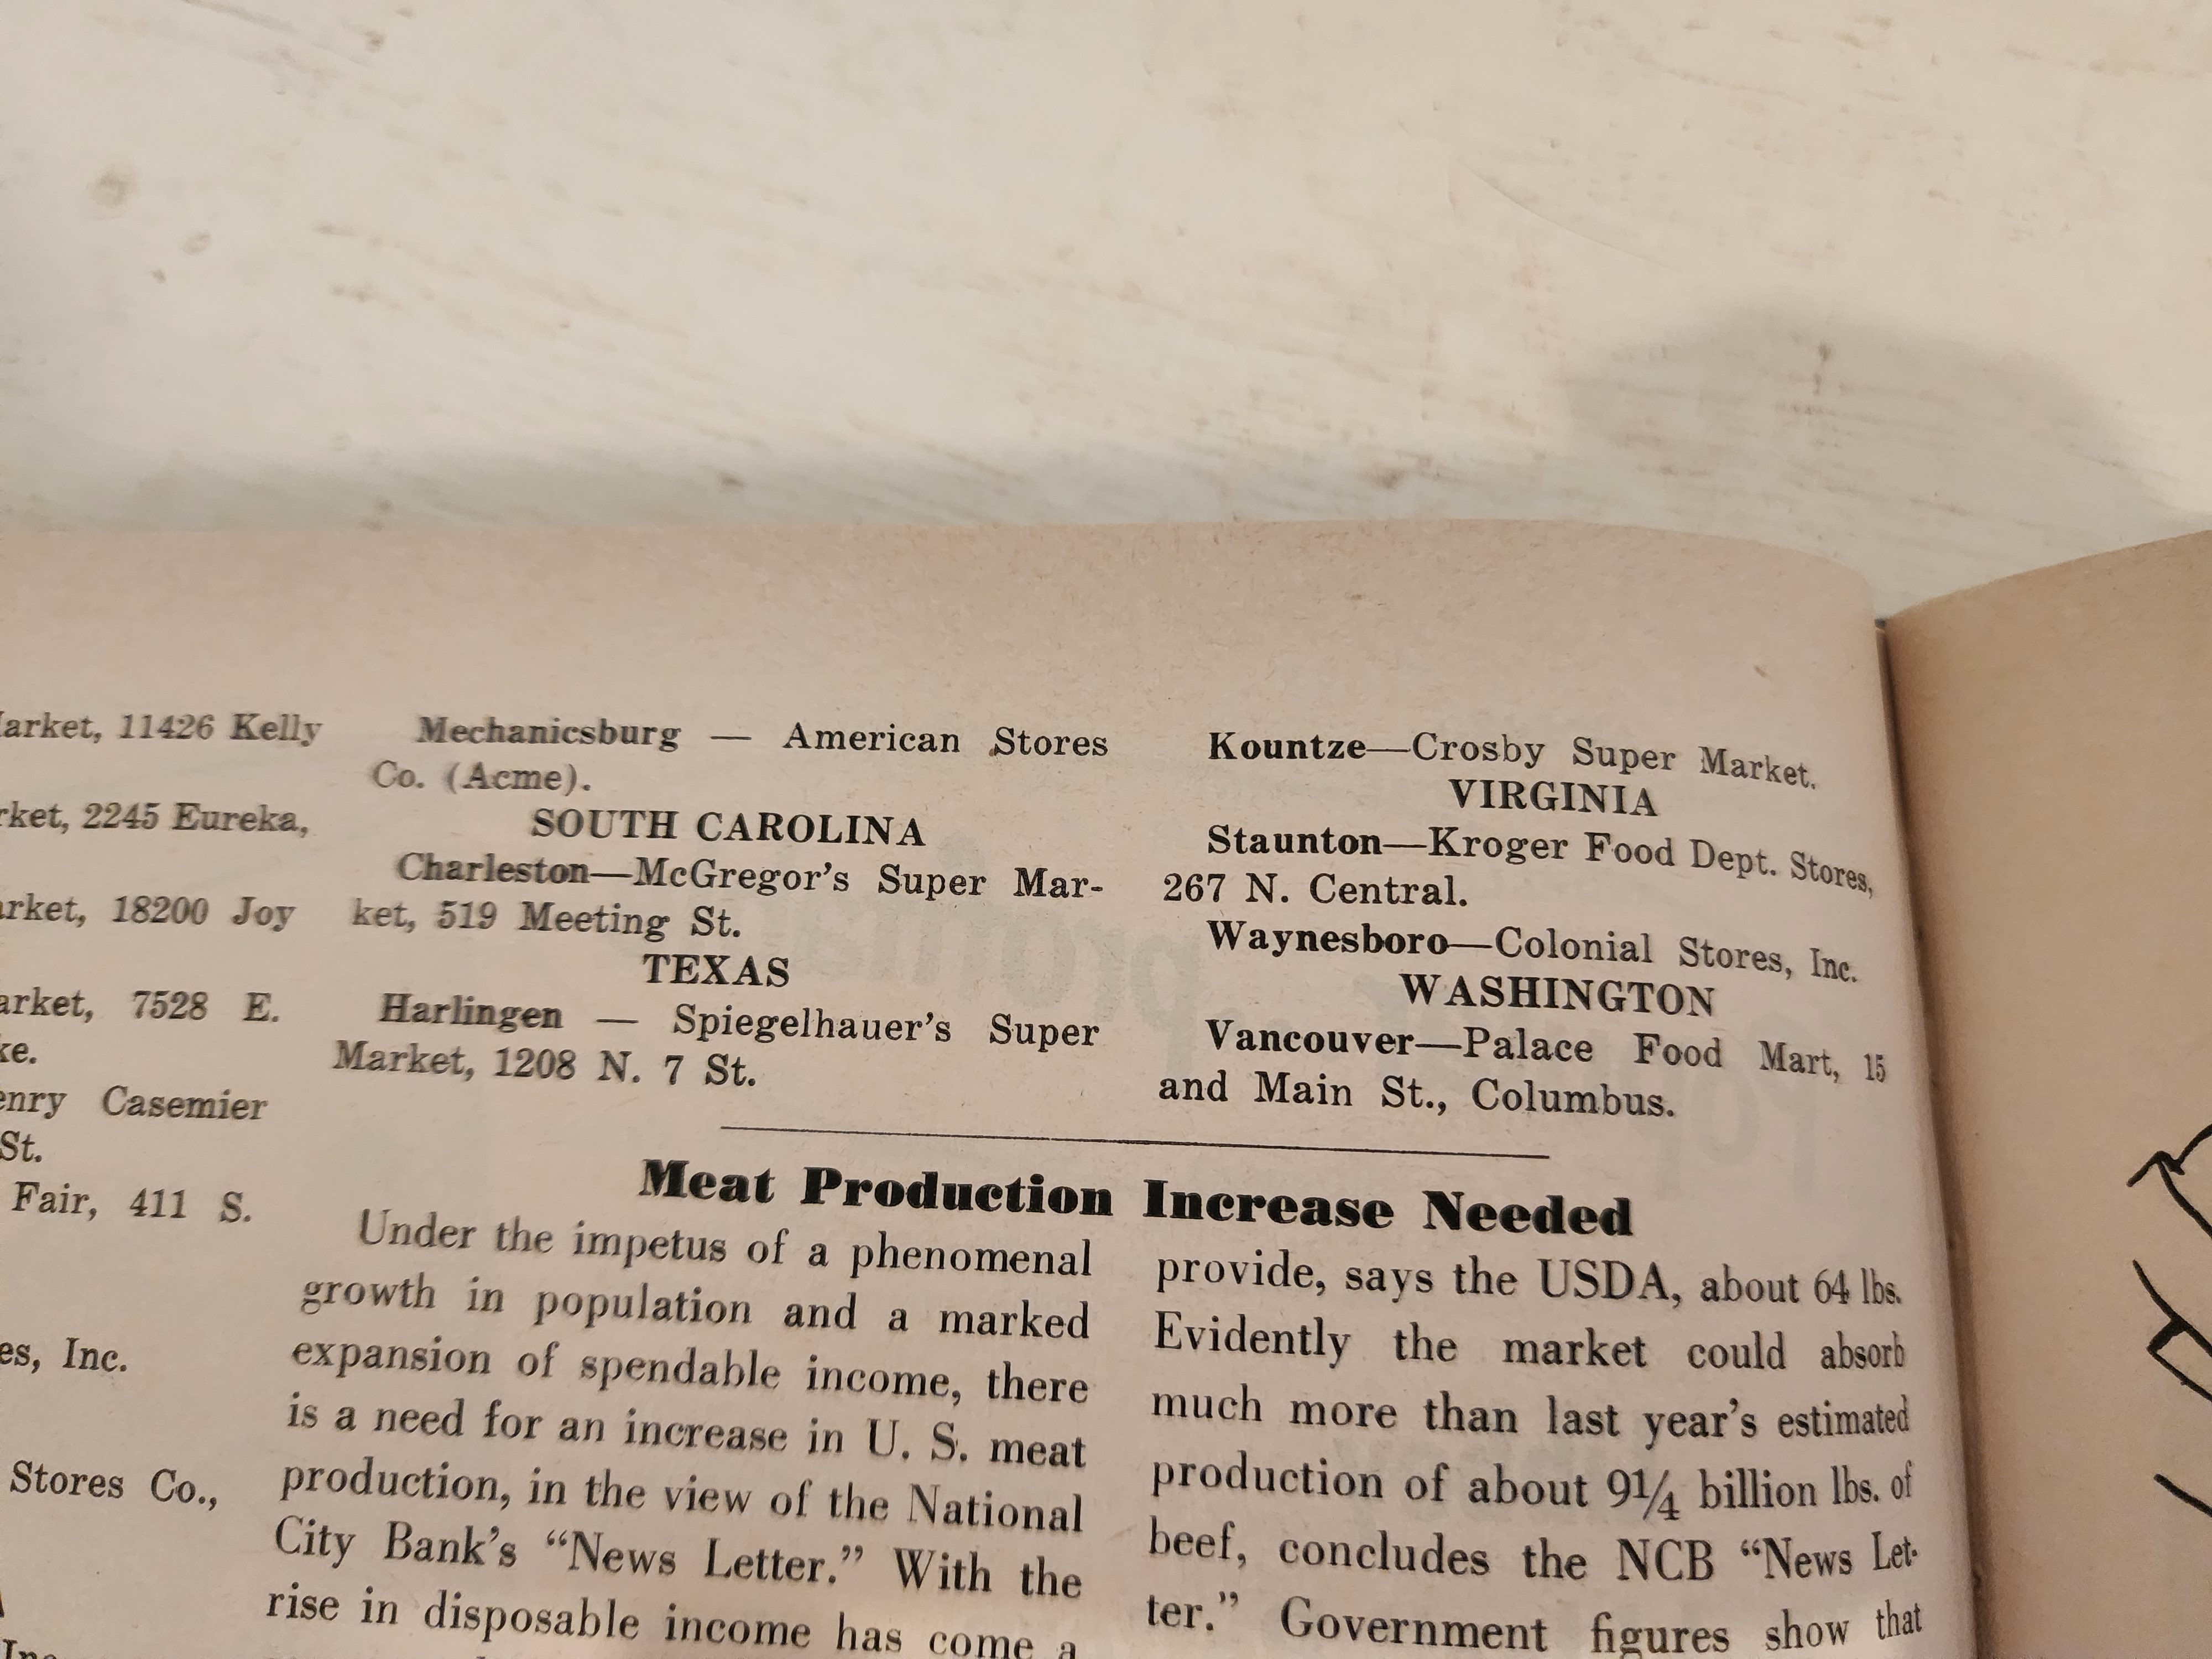 arket, 11426 Kelly
rket, 2245 Eureka,
arket, 18200 Joy
arket, 7528 E.
ke.
enry Casemier
St.
Fair, 411 S.
es, Inc.
Stores Co.,
Mechanicsburg — American Stores
Co. (Acme).
SOUTH CAROLINA
Charleston—McGregor's Super Mar-
ket, 519 Meeting St.
TEXAS
Harlingen — Spiegelhauer's Super
Market, 1208 N. 7 St.
Kountze—Crosby Super Market.
VIRGINIA
Staunton—Kroger Food Dept. Stores,
267 N. Central.
Waynesboro—Colonial Stores, Inc.
WASHINGTON
Vancouver—Palace Food Mart, 15
and Main St., Columbus.
Meat Production Increase Needed
Under the impetus of a phenomenal
growth in population and a marked
expansion of spendable income, there
is a need for an increase in U. S. meat
production, in the view of the National
City Bank's “News Letter.” With the
rise in disposable income has come a
provide, says the USDA, about 64 lbs.
Evidently the market could absorb
much more than last year's estimated
production of about 9¼ billion lbs. of
beef, concludes the NCB “News Let-
ter.” Government figures show that